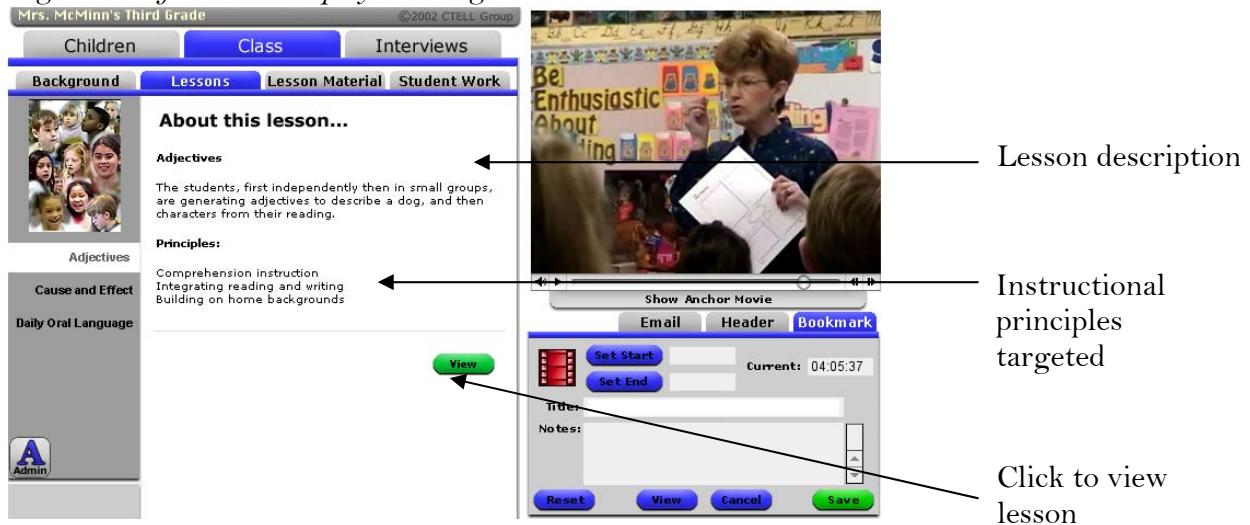 Mrs. McMinn's Third Grade
©2002 CTELL Group
Children
Class
Interviews
Background
Lessons
Lesson Material
Student Work
About this lesson...
Adjectives
The students, first independently then in small groups,
are generating adjectives to describe a dog, and then
characters from their reading.
Principles:
Comprehension instruction
Integrating reading and writing
Building on home backgrounds
View
Adjectives
Cause and Effect
Daily Oral Language
A
Admin
Be
Enthusiastic
About
Show Anchor Movie
Email
Header
Bookmark
Set Start
Current: 04:05:37
Set End
Title:
Notes:
Reset
View
Cancel
Save
Lesson description
Instructional
principles
targeted
Click to view
lesson